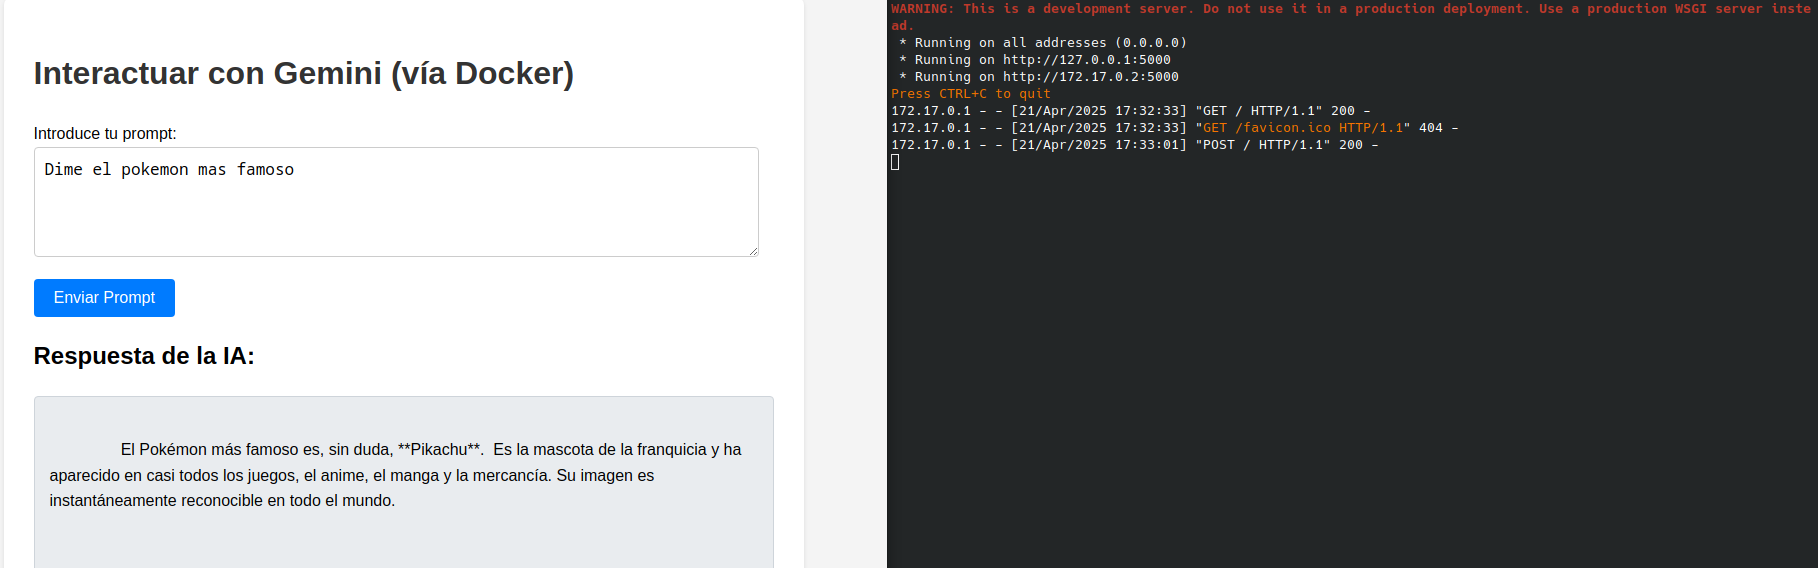 Interactuar con Gemini (vía Docker)
Introduce tu prompt:
Dime el pokemon mas famoso
Enviar Prompt
Respuesta de la IA:
El Pokémon más famoso es, sin duda, **Pikachu**.  Es la mascota de la franquicia y ha
aparecido en casi todos los juegos, el anime, el manga y la mercancía. Su imagen es
instantáneamente reconocible en todo el mundo.
WARNING: This is a development server. Do not use it in a production deployment. Use a production WSGI server inste
ad.
 * Running on all addresses (0.0.0.0)
 * Running on http://127.0.0.1:5000
 * Running on http://172.17.0.2:5000
Press CTRL+C to quit
172.17.0.1 - - [21/Apr/2025 17:32:33] "GET / HTTP/1.1" 200 -
172.17.0.1 - - [21/Apr/2025 17:32:33] "GET /favicon.ico HTTP/1.1" 404 -
172.17.0.1 - - [21/Apr/2025 17:33:01] "POST / HTTP/1.1" 200 -